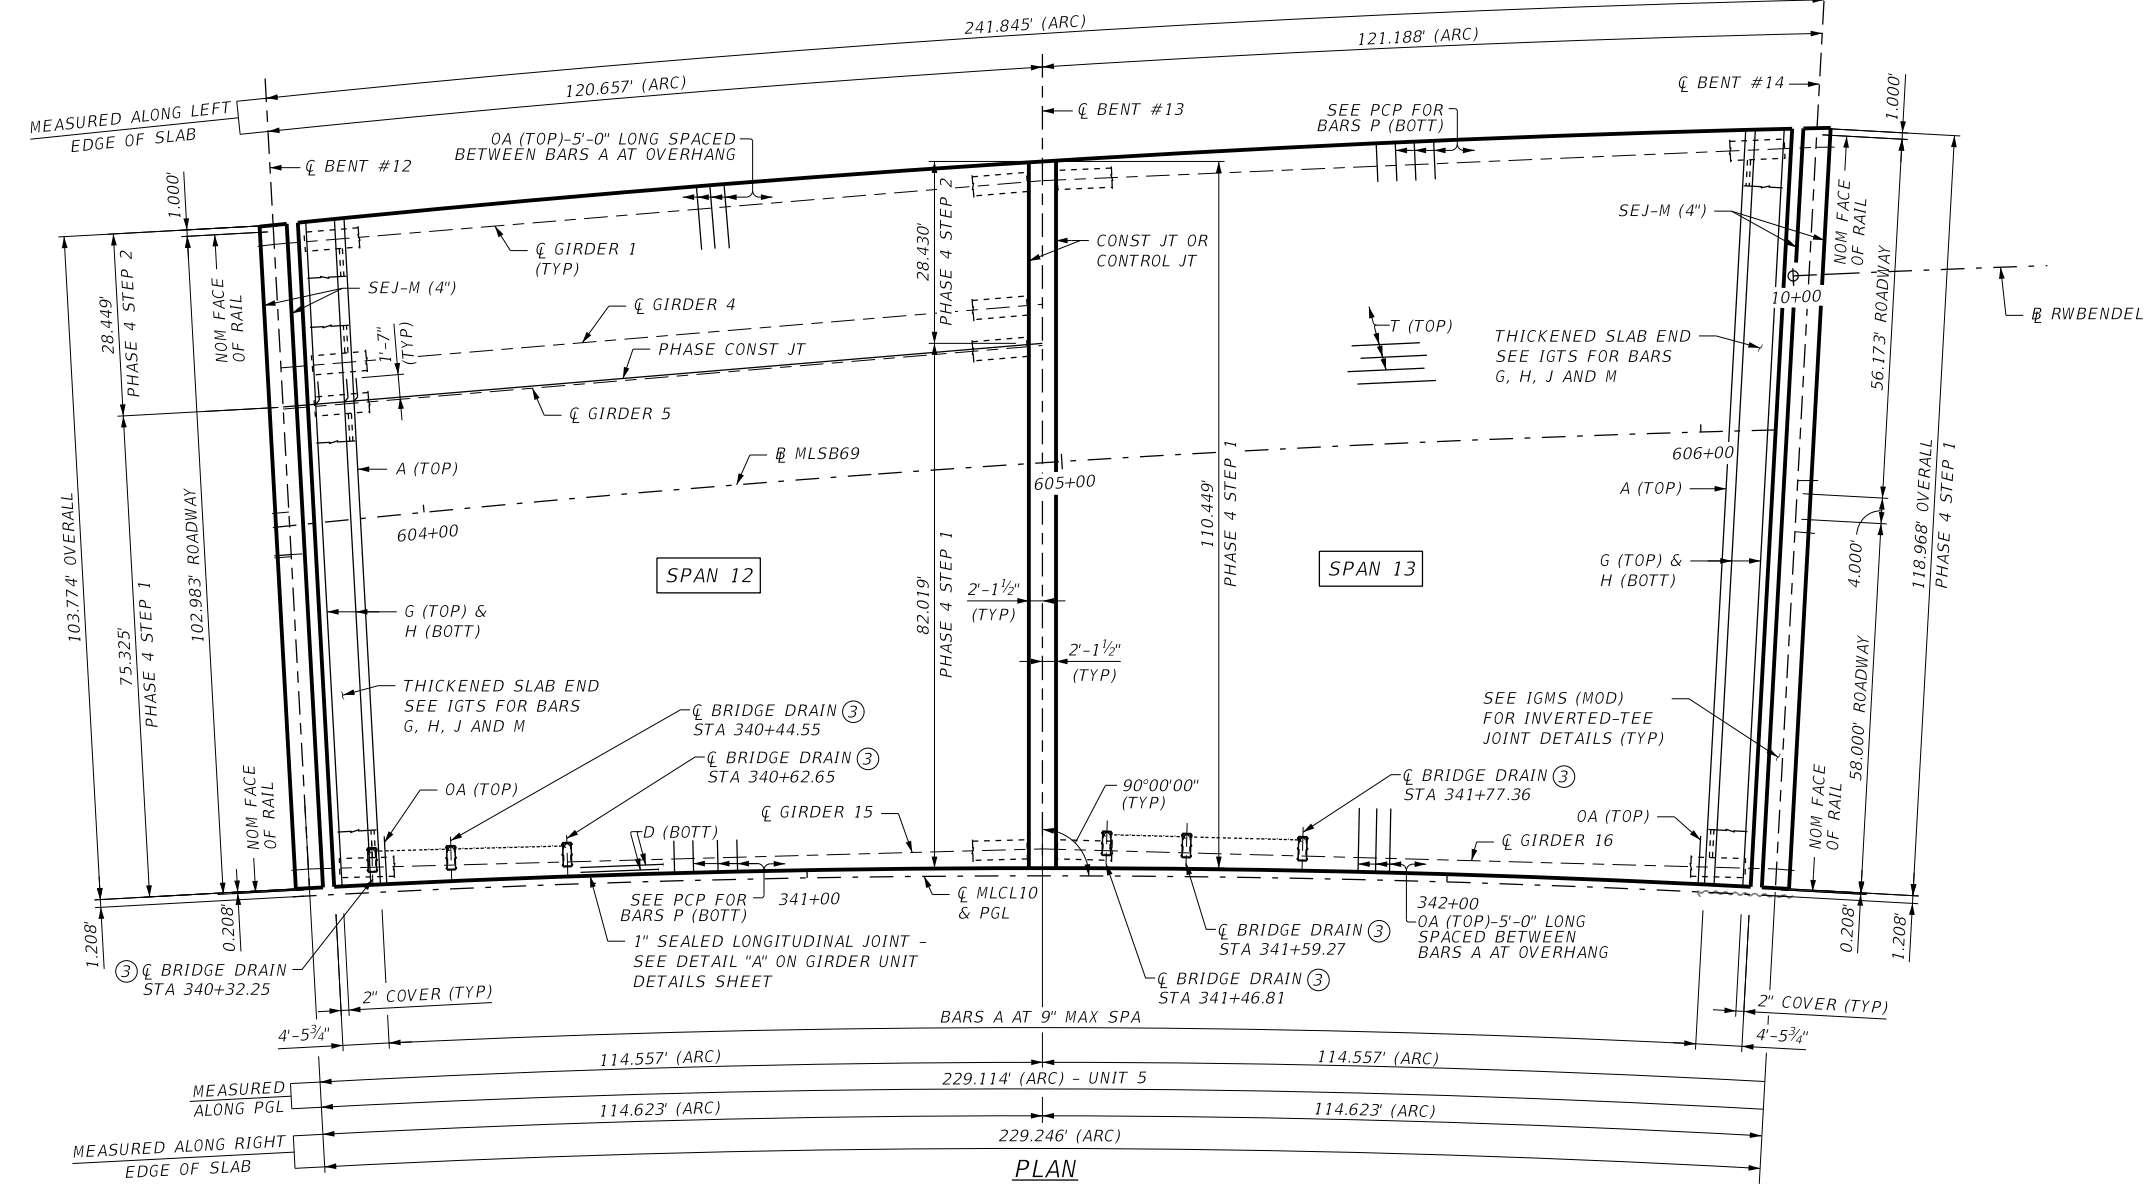 241.845' (ARC)
121.188' (ARC)
120.657' (ARC)
MEASURED ALONG LEFT
EDGE OF SLAB
℄ BENT #12
℄ BENT #13
℄ BENT #14
OA (TOP)-5'-0" LONG SPACED
BETWEEN BARS A AT OVERHANG
SEE PCP FOR
BARS P (BOTT)
1.000'
1.000'
SEJ-M (4")
NOM FACE
OF RAIL
℄ GIRDER 1
(TYP)
28.430'
PHASE 4 STEP 2
CONST JT OR
CONTROL JT
SEJ-M (4")
NOM FACE
OF RAIL
28.449'
PHASE 4 STEP 2
℄ GIRDER 4
1'-7"
(TYP)
PHASE CONST JT
T (TOP)
10+00
THICKENED SLAB END
SEE IGTS FOR BARS
G, H, J AND M
56.173' ROADWAY
B RWBENDEL
℄ GIRDER 5
B MLSB69
A (TOP)
604+00
605+00
606+00
A (TOP)
110.449'
PHASE 4 STEP 1
103.774' OVERALL
102.983' ROADWAY
75.325'
PHASE 4 STEP 1
SPAN 12
SPAN 13
82.019'
PHASE 4 STEP 1
2'-1½"
(TYP)
2'-1½"
(TYP)
G (TOP) &
H (BOTT)
G (TOP) &
H (BOTT)
4.000'
118.968' OVERALL
PHASE 4 STEP 1
58.000' ROADWAY
THICKENED SLAB END
SEE IGTS FOR BARS
G, H, J AND M
SEE IGMS (MOD)
FOR INVERTED-TEE
JOINT DETAILS (TYP)
℄ BRIDGE DRAIN 3
STA 340+44.55
℄ BRIDGE DRAIN 3
STA 340+62.65
℄ BRIDGE DRAIN 3
STA 341+77.36
NOM FACE
OF RAIL
OA (TOP)
℄ GIRDER 15
90°00'00"
(TYP)
D (BOTT)
OA (TOP)
℄ GIRDER 16
NOM FACE
OF RAIL
SEE PCP FOR
BARS P (BOTT)
341+00
℄ MLCL10
& PGL
342+00
OA (TOP)-5'-0" LONG
SPACED BETWEEN
BARS A AT OVERHANG
1.208'
0.208'
0.208'
1.208'
3 ℄ BRIDGE DRAIN
STA 340+32.25
1" SEALED LONGITUDINAL JOINT -
SEE DETAIL "A" ON GIRDER UNIT
DETAILS SHEET
℄ BRIDGE DRAIN 3
STA 341+59.27
℄ BRIDGE DRAIN 3
STA 341+46.81
2" COVER (TYP)
2" COVER (TYP)
4'-5¾"
BARS A AT 9" MAX SPA
4'-5¾"
114.557' (ARC)
114.557' (ARC)
MEASURED
ALONG PGL
229.114' (ARC) - UNIT 5
114.623' (ARC)
114.623' (ARC)
MEASURED ALONG RIGHT
EDGE OF SLAB
229.246' (ARC)
PLAN